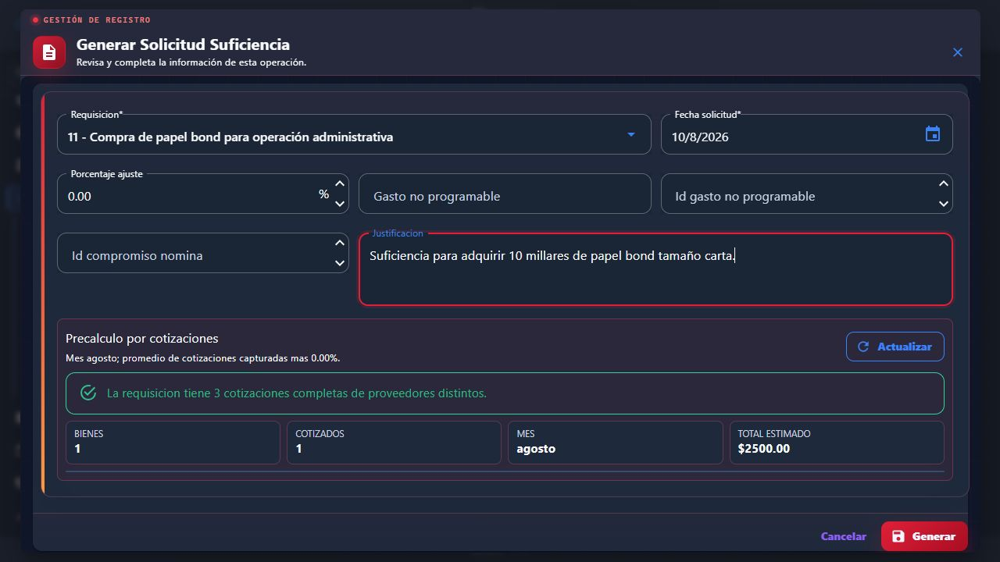 GESTIÓN DE REGISTRO
Generar Solicitud Suficiencia
Revisa y completa la información de esta operación.
Requisicion*
11 - Compra de papel bond para operación administrativa
Fecha solicitud*
10/8/2026
Porcentaje ajuste
0.00 %
Gasto no programable
Id gasto no programable
Id compromiso nomina
Justificacion
Suficiencia para adquirir 10 millares de papel bond tamaño carta.
Precalculo por cotizaciones
Mes agosto; promedio de cotizaciones capturadas mas 0.00%.
Actualizar
La requisicion tiene 3 cotizaciones completas de proveedores distintos.
BIENES
1
COTIZADOS
1
MES
agosto
TOTAL ESTIMADO
$2500.00
Cancelar
Generar